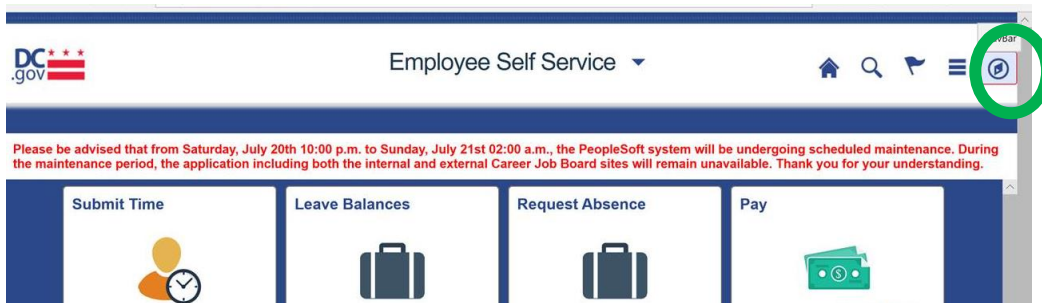 DC
.gov
Employee Self Service
Please be advised that from Saturday, July 20th 10:00 p.m. to Sunday, July 21st 02:00 a.m., the PeopleSoft system will be undergoing scheduled maintenance. During
the maintenance period, the application including both the internal and external Career Job Board sites will remain unavailable. Thank you for your understanding.
Submit Time
Leave Balances
Request Absence
Pay